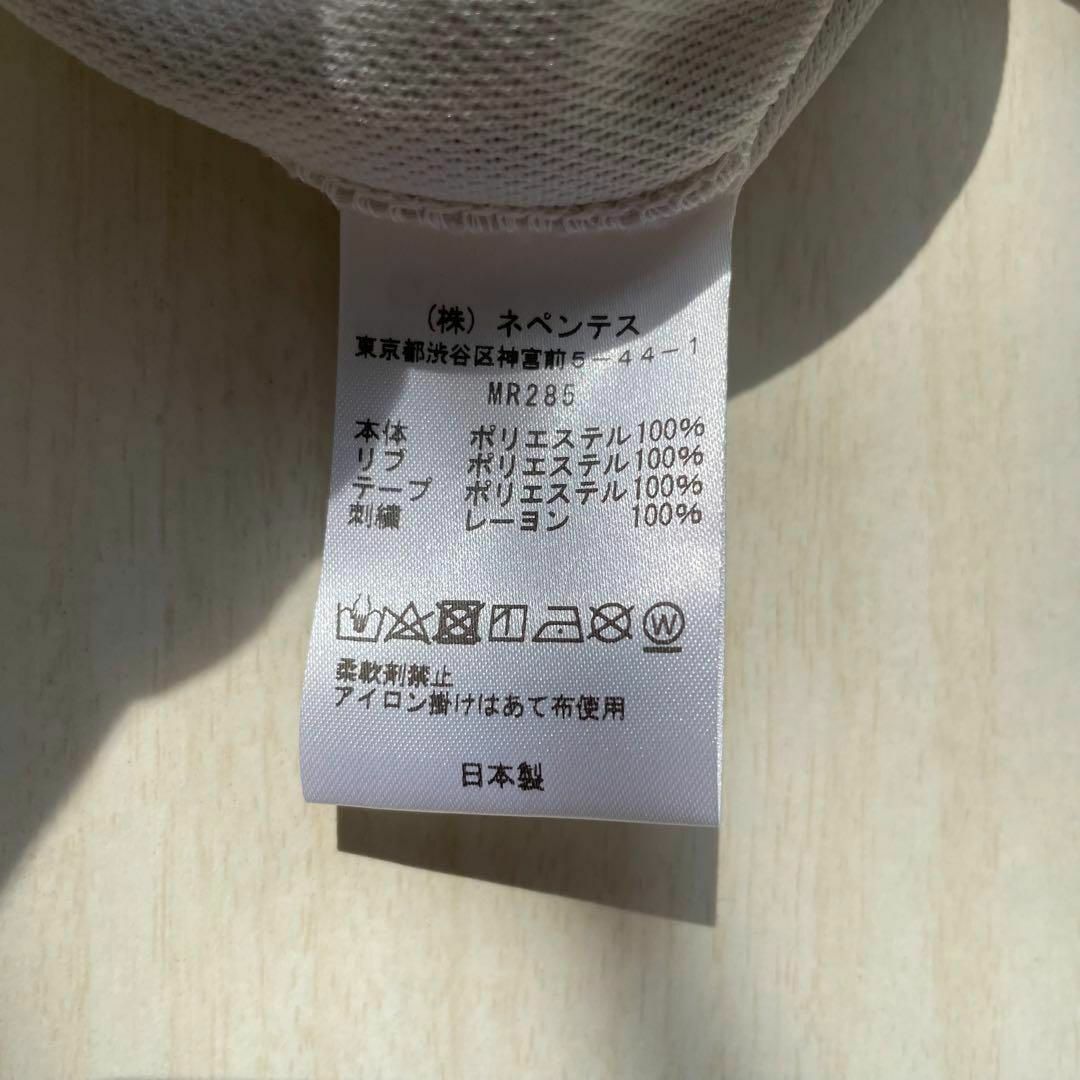 (株) ネペンテス
東京都渋谷区神宮前5-44-1
MR285
本体 ポリエステル100%
リブ ポリエステル100%
テープ ポリエステル100%
刺繍 レーヨン 100%
W
柔軟剤禁止
アイロン掛けはあて布使用
日本製